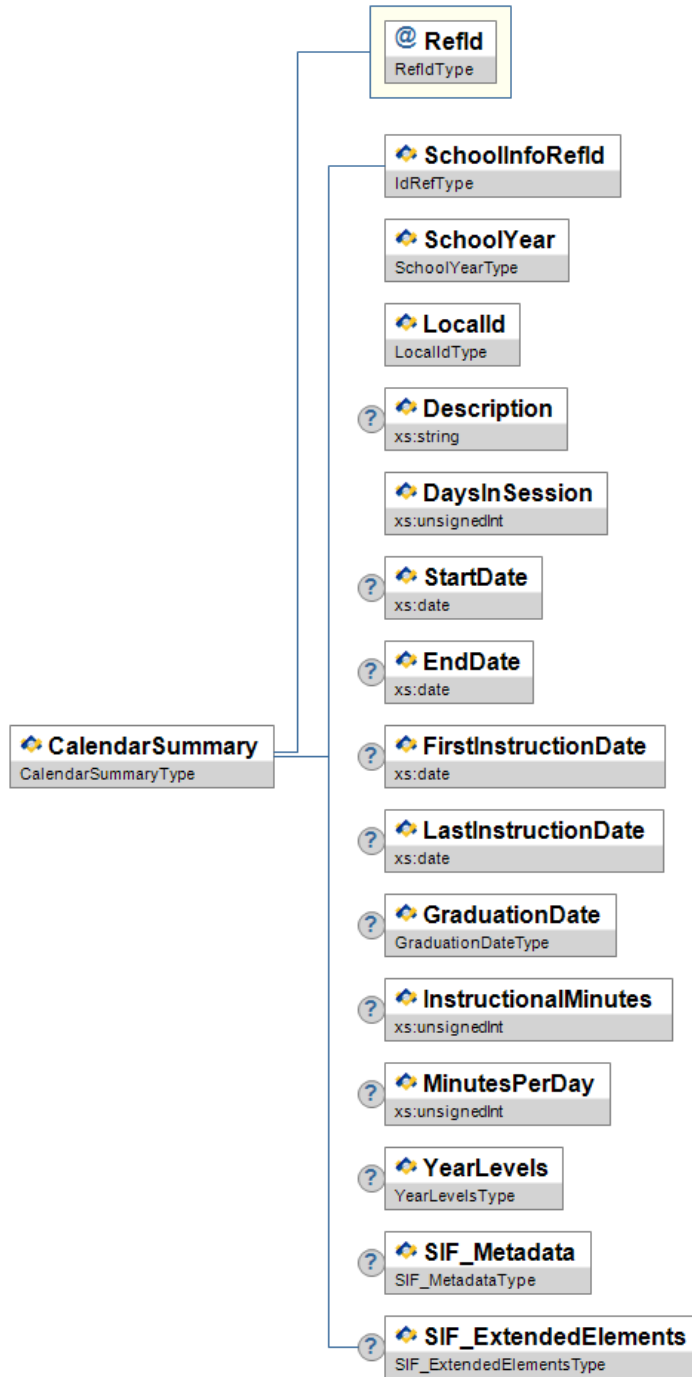 @ RefId
RefIdType
SchoolInfoRefId
IdRefType
SchoolYear
SchoolYearType
LocalId
LocalIdType
? Description
xs:string
DaysInSession
xs:unsignedInt
? StartDate
xs:date
? EndDate
xs:date
CalendarSummary
CalendarSummaryType
? FirstInstructionDate
xs:date
? LastInstructionDate
xs:date
? GraduationDate
GraduationDateType
? InstructionalMinutes
xs:unsignedInt
? MinutesPerDay
xs:unsignedInt
? YearLevels
YearLevelsType
? SIF_Metadata
SIF_MetadataType
? SIF_ExtendedElements
SIF_ExtendedElementsType